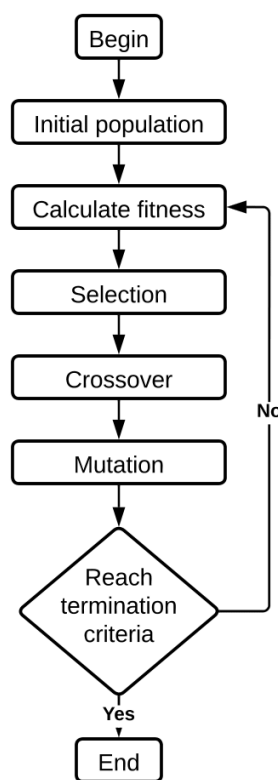 Begin
Initial population
Calculate fitness
Selection
Crossover
No
Mutation
Reach
termination
criteria
Yes
End